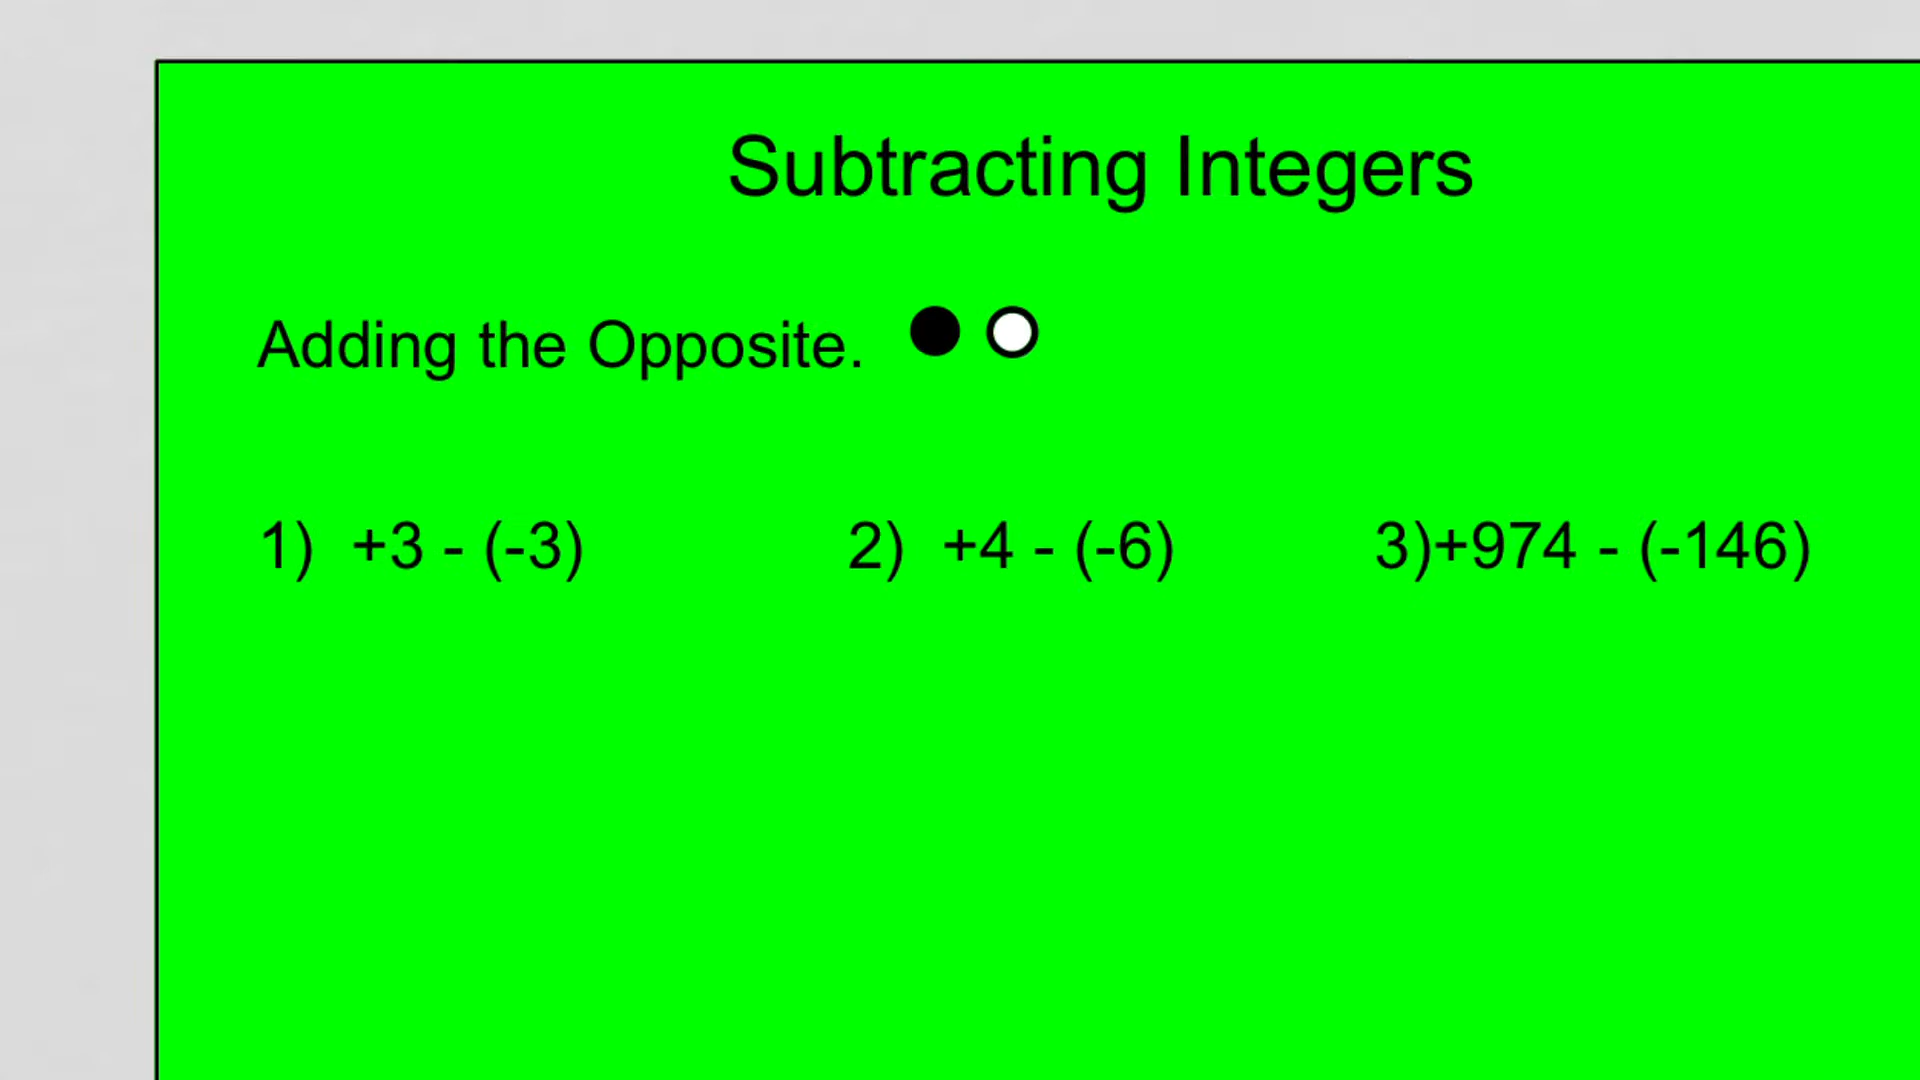 Subtracting Integers
Adding the Opposite.
1) +3 - (-3) 2) +4 - (-6) 3)+974 - (-146)